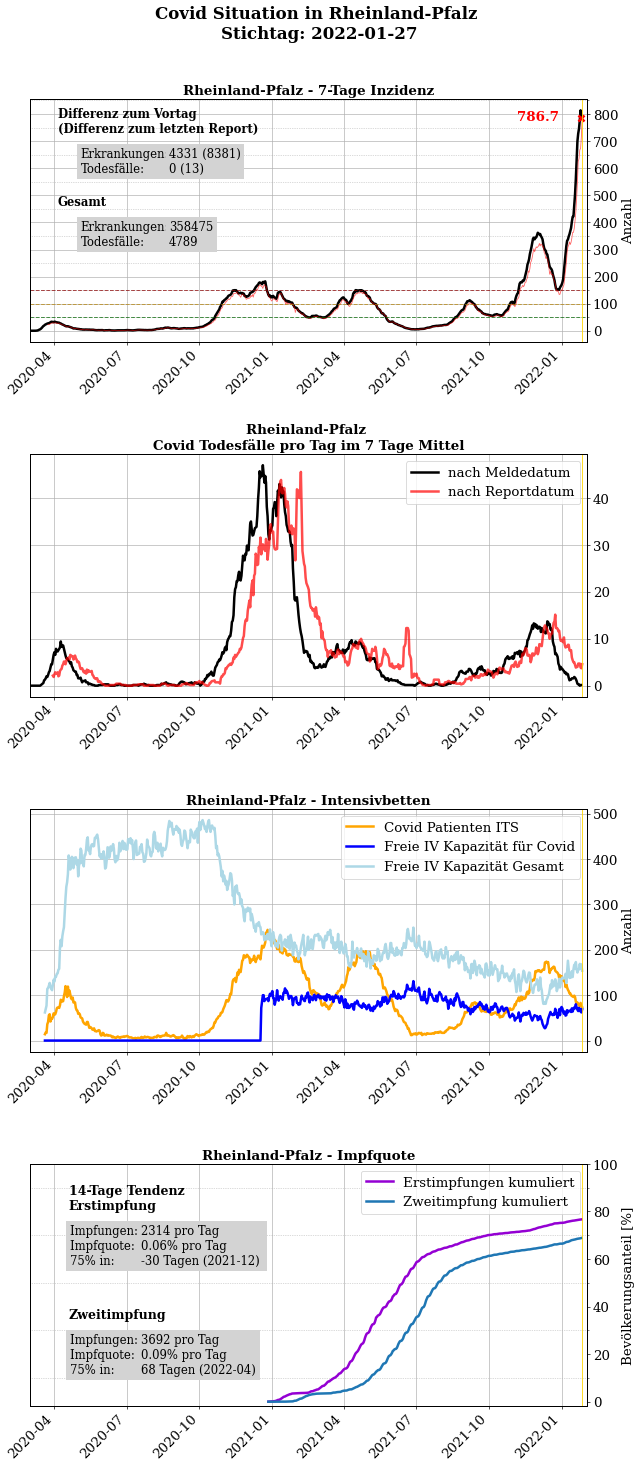 Covid Situation in Rheinland-Pfalz
Stichtag: 2022-01-27
Rheinland-Pfalz - 7-Tage Inzidenz
Differenz zum Vortag
(Differenz zum letzten Report)
Erkrankungen 4331 (8381)
Todesfälle: 0 (13)
Gesamt
Erkrankungen 358475
Todesfälle: 4789
786.7
800
700
600
500
400
300
200
100
0
Anzahl
2020-04
2020-07
2020-10
2021-01
2021-04
2021-07
2021-10
2022-01
Rheinland-Pfalz
Covid Todesfälle pro Tag im 7 Tage Mittel
nach Meldedatum
nach Reportdatum
40
30
20
10
0
2020-04
2020-07
2020-10
2021-01
2021-04
2021-07
2021-10
2022-01
Rheinland-Pfalz - Intensivbetten
Covid Patienten ITS
Freie IV Kapazität für Covid
Freie IV Kapazität Gesamt
500
400
300
200
100
0
Anzahl
2020-04
2020-07
2020-10
2021-01
2021-04
2021-07
2021-10
2022-01
Rheinland-Pfalz - Impfquote
14-Tage Tendenz
Erstimpfung
Impfungen: 2314 pro Tag
Impfquote: 0.06% pro Tag
75% in: -30 Tagen (2021-12)
Zweitimpfung
Impfungen: 3692 pro Tag
Impfquote: 0.09% pro Tag
75% in: 68 Tagen (2022-04)
Erstimpfungen kumuliert
Zweitimpfung kumuliert
100
80
60
40
20
0
Bevölkerungsanteil [%]
2020-04
2020-07
2020-10
2021-01
2021-04
2021-07
2021-10
2022-01